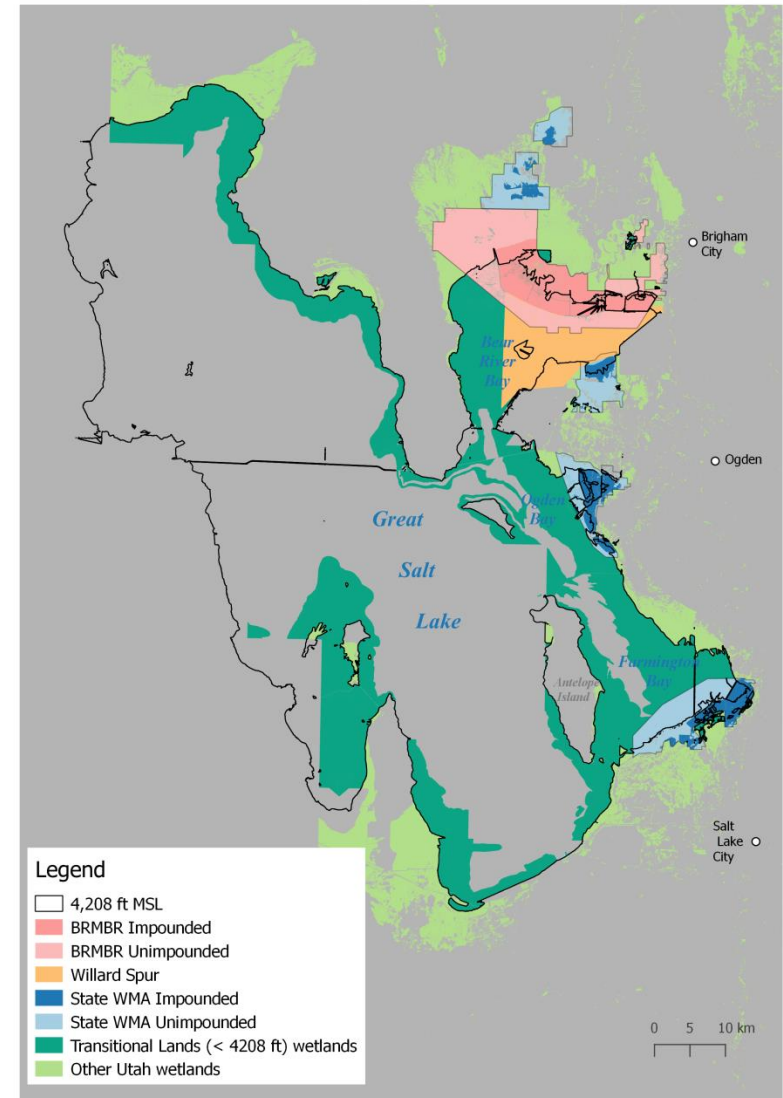 Brigham
City
Bear
River
Bay
Ogden
Ogden
Bay
Great
Salt
Lake
Farmington
Bay
Antelope
Island
Salt
Lake
City
Legend
4,208 ft MSL
BRMBR Impounded
BRMBR Unimpounded
Willard Spur
State WMA Impounded
State WMA Unimpounded
Transitional Lands (< 4208 ft) wetlands
Other Utah wetlands
0 5 10 km